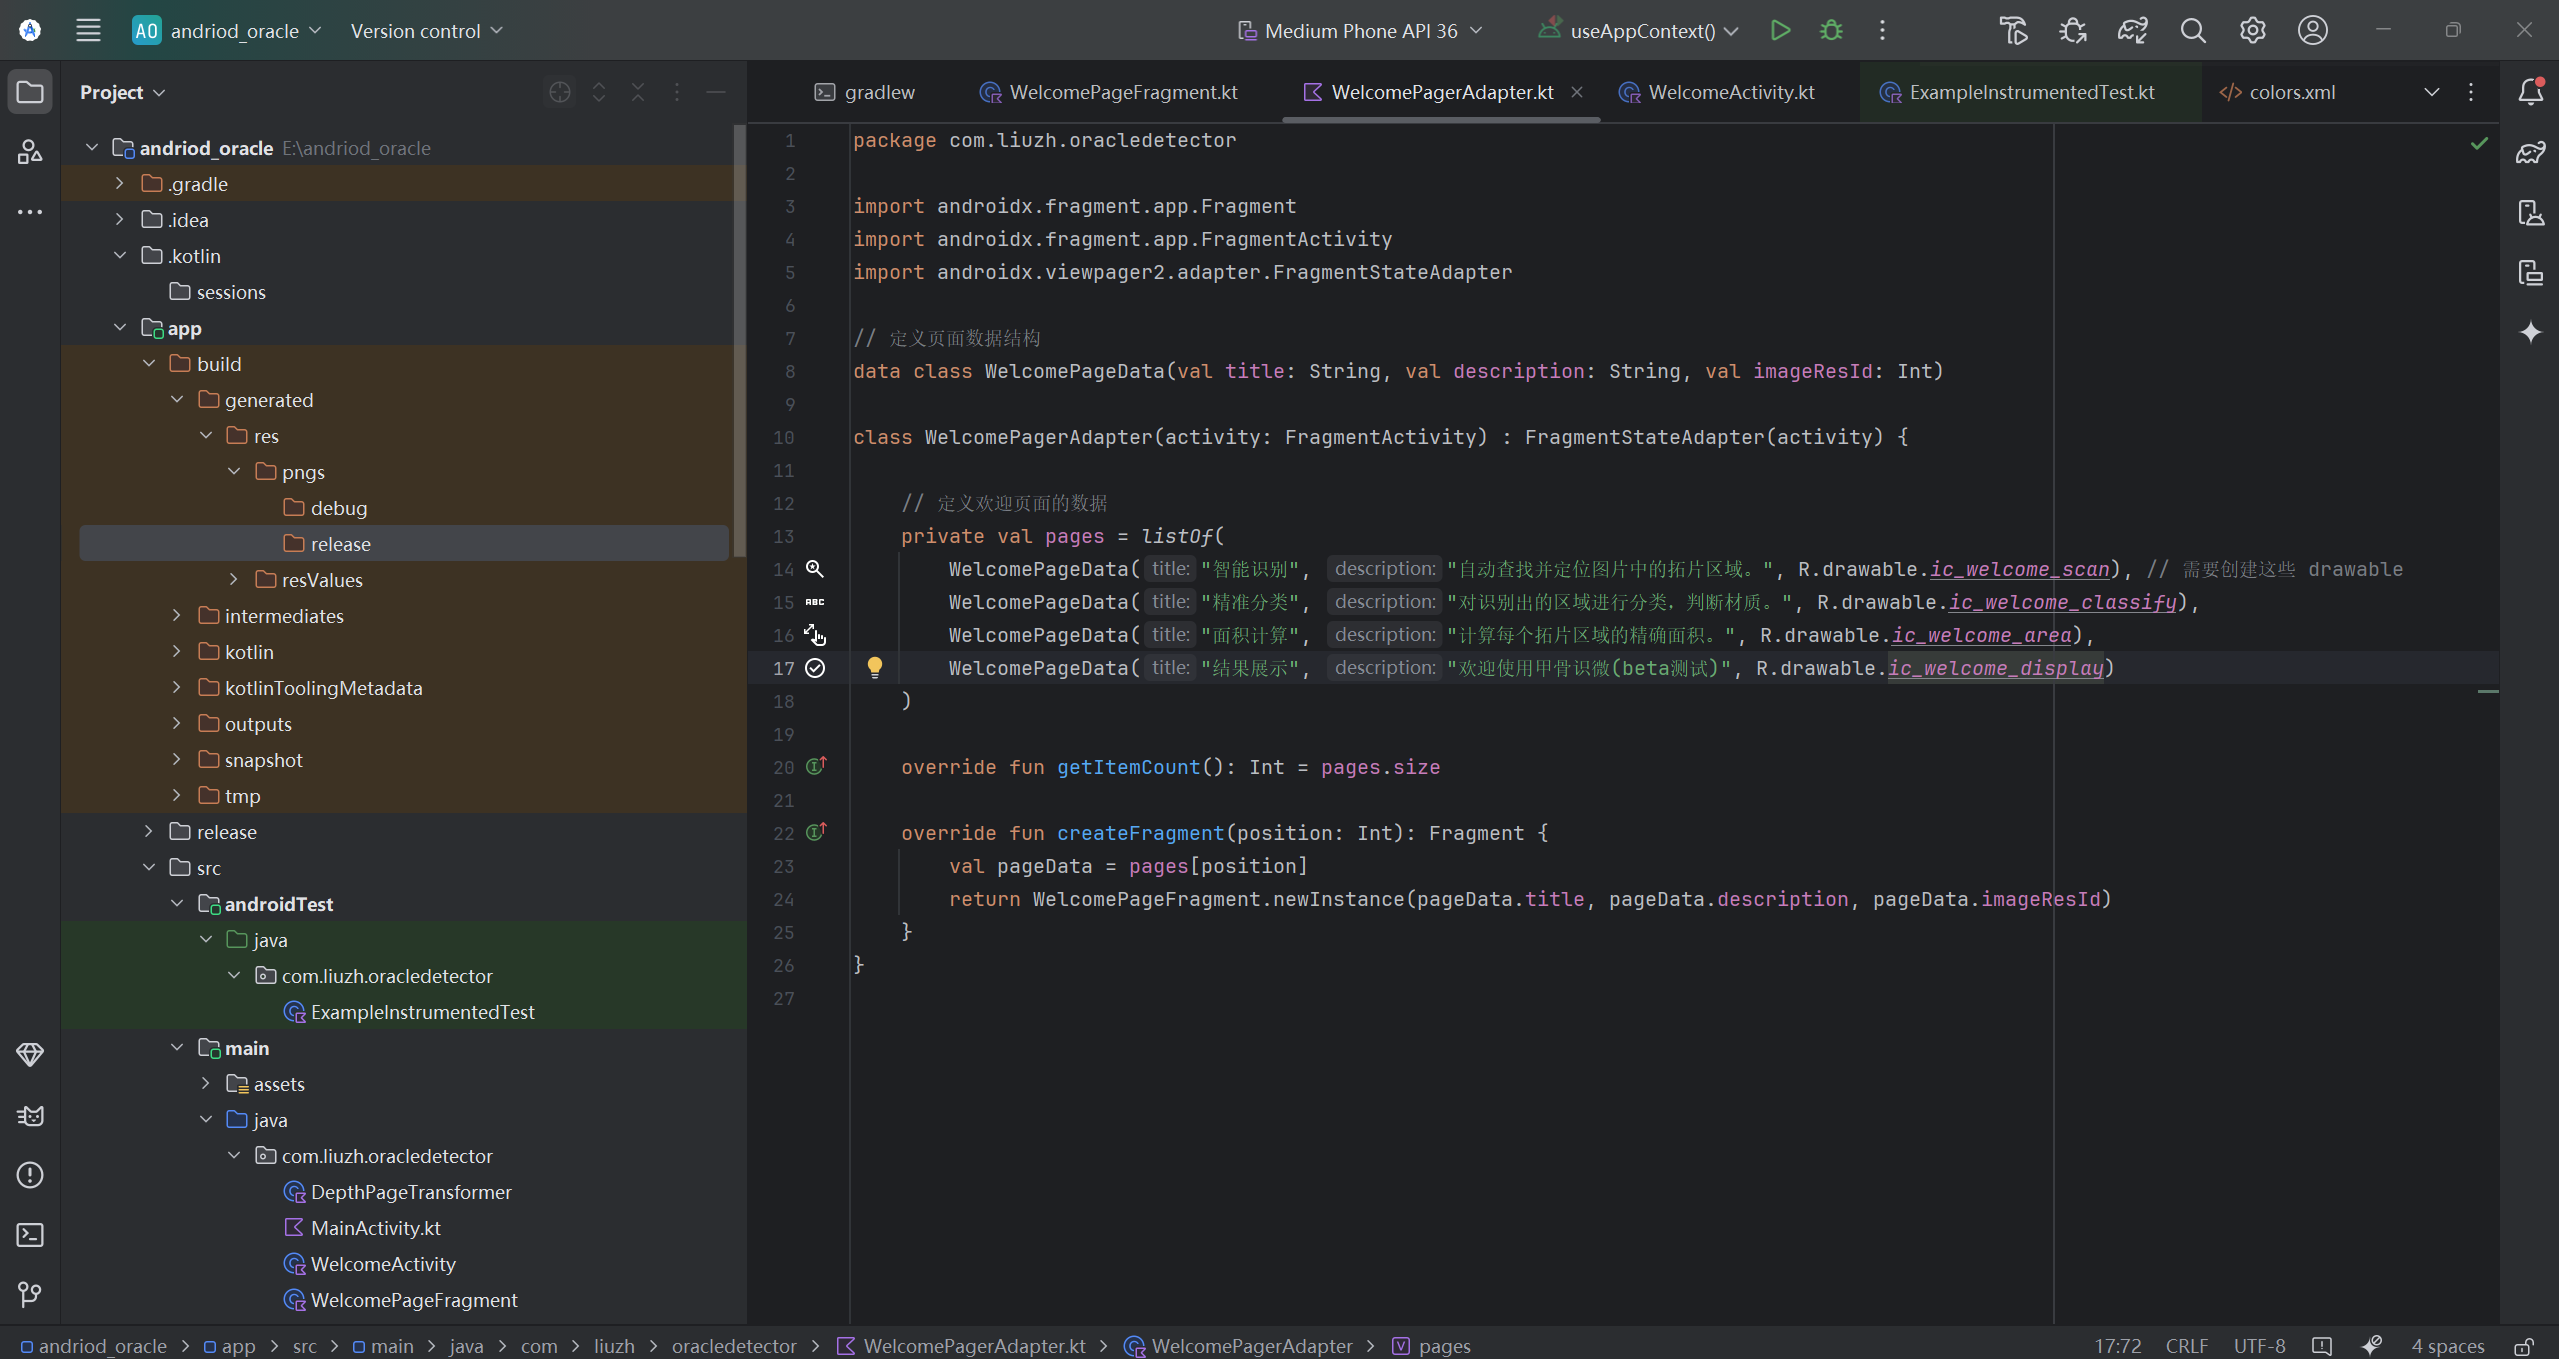 AO andriod_oracle Version control Medium Phone API 36 useAppContext()
Project
gradlew WelcomePageFragment.kt WelcomePagerAdapter.kt WelcomeActivity.kt ExampleInstrumentedTest.kt </> colors.xml
andriod_oracle E:\andriod_oracle
.gradle
.idea
.kotlin
sessions
app
build
generated
res
pngs
debug
release
resValues
intermediates
kotlin
kotlinToolingMetadata
outputs
snapshot
tmp
release
src
androidTest
java
com.liuzh.oracledetector
ExampleInstrumentedTest
main
assets
java
com.liuzh.oracledetector
DepthPageTransformer
MainActivity.kt
WelcomeActivity
WelcomePageFragment
1 package com.liuzh.oracledetector
2
3 import androidx.fragment.app.Fragment
4 import androidx.fragment.app.FragmentActivity
5 import androidx.viewpager2.adapter.FragmentStateAdapter
6
7 // 定义页面数据结构
8 data class WelcomePageData(val title: String, val description: String, val imageResId: Int)
9
10 class WelcomePagerAdapter(activity: FragmentActivity) : FragmentStateAdapter(activity) {
11
12 // 定义欢迎页面的数据
13 private val pages = listOf(
14 WelcomePageData( title: "智能识别", description: "自动查找并定位图片中的拓片区域。", R.drawable.ic_welcome_scan), // 需要创建这些 drawable
15 ABC WelcomePageData( title: "精准分类", description: "对识别出的区域进行分类，判断材质。", R.drawable.ic_welcome_classify),
16 WelcomePageData( title: "面积计算", description: "计算每个拓片区域的精确面积。", R.drawable.ic_welcome_area),
17 WelcomePageData( title: "结果展示", description: "欢迎使用甲骨识微(beta测试)", R.drawable.ic_welcome_display)
18 )
19
20 override fun getItemCount(): Int = pages.size
21
22 override fun createFragment(position: Int): Fragment {
23 val pageData = pages[position]
24 return WelcomePageFragment.newInstance(pageData.title, pageData.description, pageData.imageResId)
25 }
26 }
27
andriod_oracle > app > src > main > java > com > liuzh > oracledetector > WelcomePagerAdapter.kt > WelcomePagerAdapter > pages 17:72 CRLF UTF-8 4 spaces